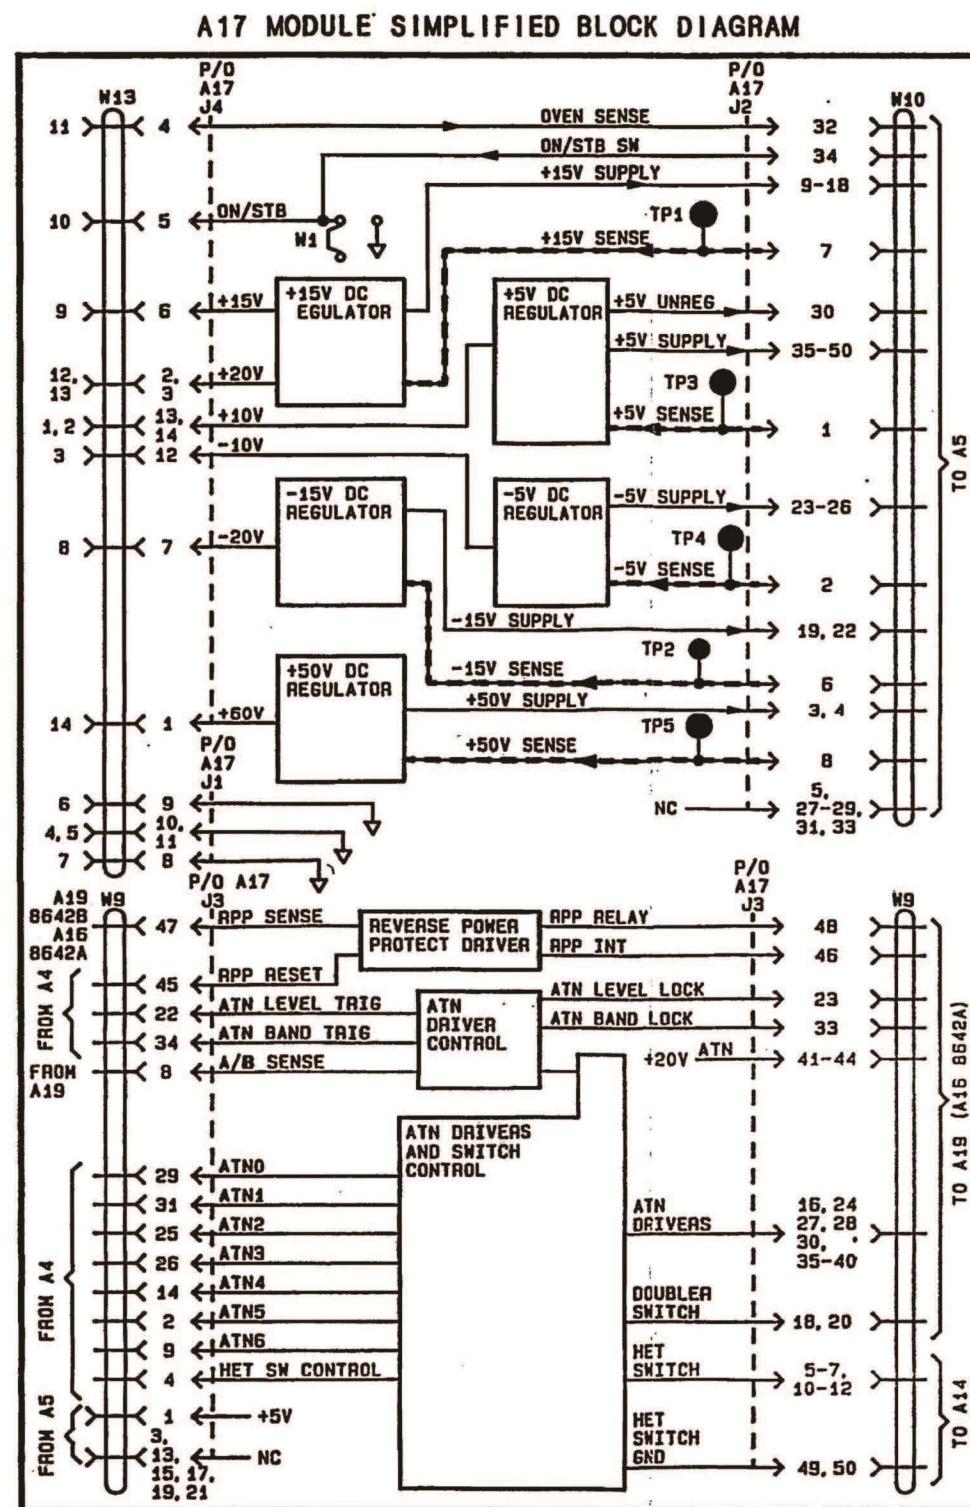 A17 MODULE SIMPLIFIED BLOCK DIAGRAM
P/O
A17
J4
P/O
A17
J2
W13
W10
11
4
OVEN SENSE
32
ON/STB SW
34
+15V SUPPLY
9-18
10
5
ON/STB
W1
TP1
+15V SENSE
7
9
6
+15V
+15V DC
EGULATOR
+5V DC
REGULATOR
+5V UNREG
30
+5V SUPPLY
35-50
12,
13
2,
3
+20V
TP3
1, 2
13,
14
+10V
+5V SENSE
1
3
12
-10V
TO A5
-15V DC
REGULATOR
-5V DC
REGULATOR
-5V SUPPLY
23-26
8
7
-20V
TP4
-5V SENSE
2
-15V SUPPLY
19, 22
+50V DC
REGULATOR
TP2
-15V SENSE
6
+50V SUPPLY
3, 4
14
1
+60V
TP5
P/O
A17
J1
+50V SENSE
8
6
9
NC
5,
27-29,
31, 33
4, 5
10,
11
7
8
P/O A17
J3
P/O
A17
J3
A19
8642B
A16
8642A
W9
W9
47
RPP SENSE
REVERSE POWER
PROTECT DRIVER
RPP RELAY
48
RPP INT
46
45
RPP RESET
FROM A4
22
ATN LEVEL TRIG
ATN
DRIVER
CONTROL
ATN LEVEL LOCK
23
34
ATN BAND TRIG
ATN BAND LOCK
33
FROM
A19
8
A/B SENSE
+20V
ATN
41-44
TO A19 (A16 8642A)
ATN DRIVERS
AND SWITCH
CONTROL
29
ATN0
31
ATN1
25
ATN2
26
ATN3
14
ATN4
2
ATN5
9
ATN6
4
HET SW CONTROL
FROM A4
ATN
DRIVERS
16, 24
27, 28
30,
35-40
DOUBLER
SWITCH
18, 20
HET
SWITCH
5-7,
10-12
TO A14
FROM A5
1
+5V
3,
13,
15, 17,
19, 21
NC
HET
SWITCH
GND
49, 50